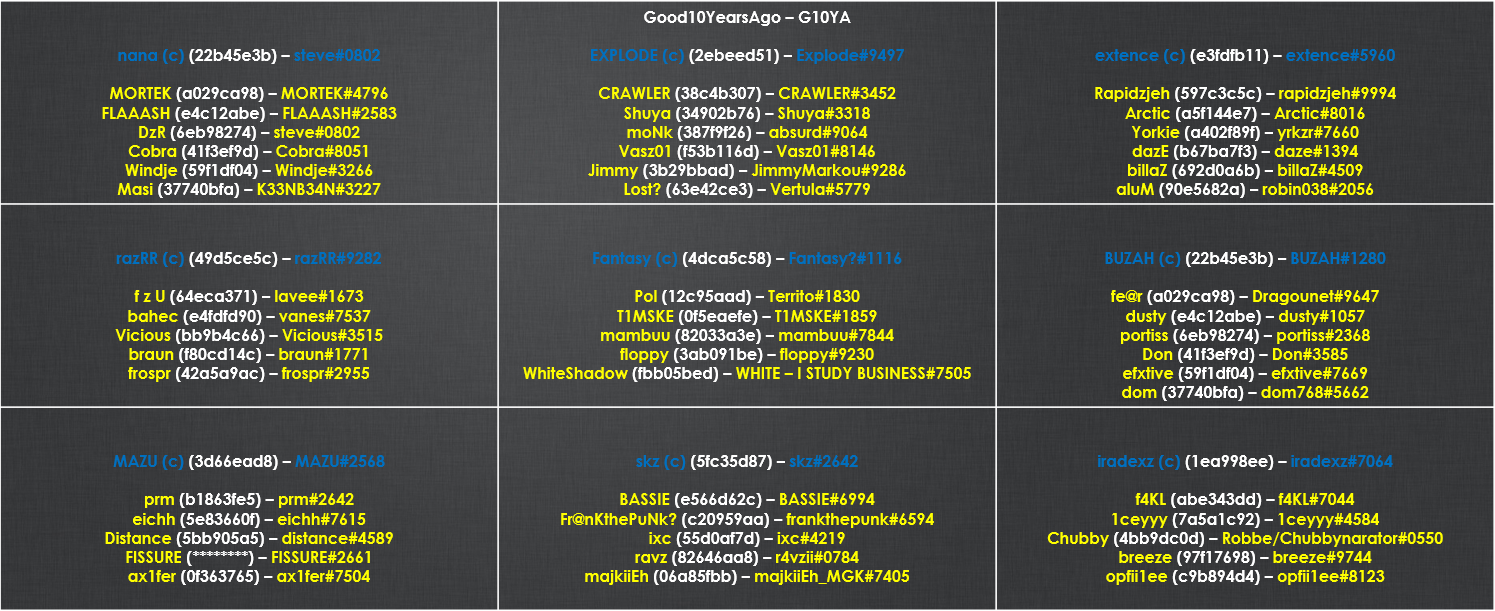 Good10YearsAgo – G10YA
nana (c) (22b45e3b) – steve#0802
MORTEK (a029ca98) – MORTEK#4796
FLAAASH (e4c12abe) – FLAAASH#2583
DzR (6eb98274) – steve#0802
Cobra (41f3ef9d) – Cobra#8051
Windje (59f1df04) – Windje#3266
Masi (37740bfa) – K33NB34N#3227
EXPLODE (c) (2ebeed51) – Explode#9497
CRAWLER (38c4b307) – CRAWLER#3452
Shuya (34902b76) – Shuya#3318
moNk (387f9f26) – absurd#9064
Vasz01 (f53b116d) – Vasz01#8146
Jimmy (3b29bbad) – JimmyMarkou#9286
Lost? (63e42ce3) – Vertula#5779
extence (c) (e3fdfb11) – extence#5960
Rapidzjeh (597c3c5c) – rapidzjeh#9994
Arctic (a5f144e7) – Arctic#8016
Yorkie (a402f89f) – yrkzr#7660
dazE (b67ba7f3) – daze#1394
billaZ (692d0a6b) – billaZ#4509
aluM (90e5682a) – robin038#2056
razRR (c) (49d5ce5c) – razRR#9282
f z U (64eca371) – lavee#1673
bahec (e4fdfd90) – vanes#7537
Vicious (bb9b4c66) – Vicious#3515
braun (f80cd14c) – braun#1771
frospr (42a5a9ac) – frospr#2955
Fantasy (c) (4dca5c58) – Fantasy?#1116
Pol (12c95aad) – Territo#1830
T1MSKE (0f5eaefe) – T1MSKE#1859
mambuu (82033a3e) – mambuu#7844
floppy (3ab091be) – floppy#9230
WhiteShadow (fbb05bed) – WHITE – I STUDY BUSINESS#7505
BUZAH (c) (22b45e3b) – BUZAH#1280
fe@r (a029ca98) – Dragounet#9647
dusty (e4c12abe) – dusty#1057
portiss (6eb98274) – portiss#2368
Don (41f3ef9d) – Don#3585
efxtive (59f1df04) – efxtive#7669
dom (37740bfa) – dom768#5662
MAZU (c) (3d66ead8) – MAZU#2568
prm (b1863fe5) – prm#2642
eichh (5e83660f) – eichh#7615
Distance (5bb905a5) – distance#4589
FISSURE (********) – FISSURE#2661
ax1fer (0f363765) – ax1fer#7504
skz (c) (5fc35d87) – skz#2642
BASSIE (e566d62c) – BASSIE#6994
Fr@nKthePuNk? (c20959aa) – frankthepunk#6594
ixc (55d0af7d) – ixc#4219
ravz (82646aa8) – r4vzii#0784
majkiiEh (06a85fbb) – majkiiEh_MGK#7405
iradexz (c) (1ea998ee) – iradexz#7064
f4KL (abe343dd) – f4KL#7044
1ceyyy (7a5a1c92) – 1ceyyy#4584
Chubby (4bb9dc0d) – Robbe/Chubbynarator#0550
breeze (97f17698) – breeze#9744
opfii1ee (c9b894d4) – opfii1ee#8123